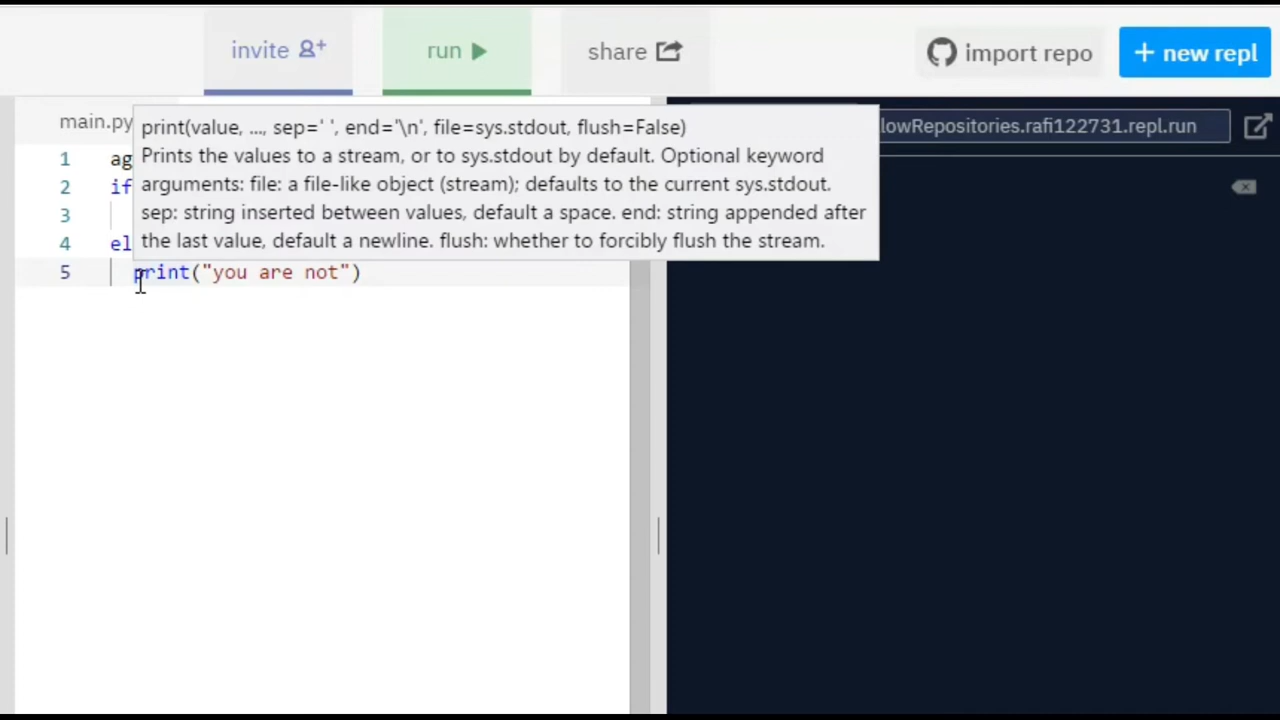 invite
run
share
import repo
+ new repl
main.py
print(value, ..., sep=' ', end='\n', file=sys.stdout, flush=False)
Prints the values to a stream, or to sys.stdout by default. Optional keyword
arguments: file: a file-like object (stream); defaults to the current sys.stdout.
sep: string inserted between values, default a space. end: string appended after
the last value, default a newline. flush: whether to forcibly flush the stream.
lowRepositories.rafi122731.repl.run
1 ag
2 if
3
4 el
5 print("you are not")